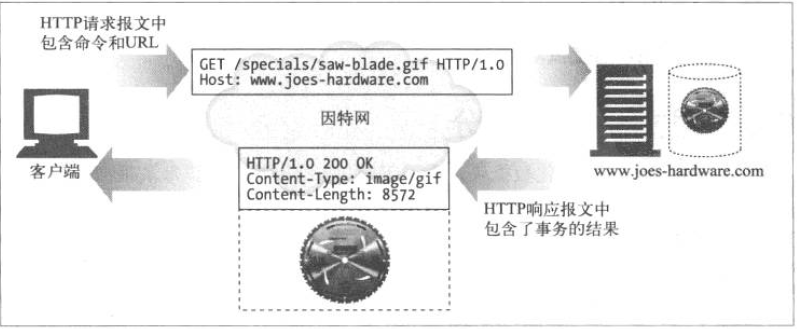 HTTP请求报文中
包含命令和URL
GET /specials/saw-blade.gif HTTP/1.0
Host: www.joes-hardware.com
因特网
客户端
www.joes-hardware.com
HTTP/1.0 200 OK
Content-Type: image/gif
Content-Length: 8572
HTTP响应报文中
包含了事务的结果